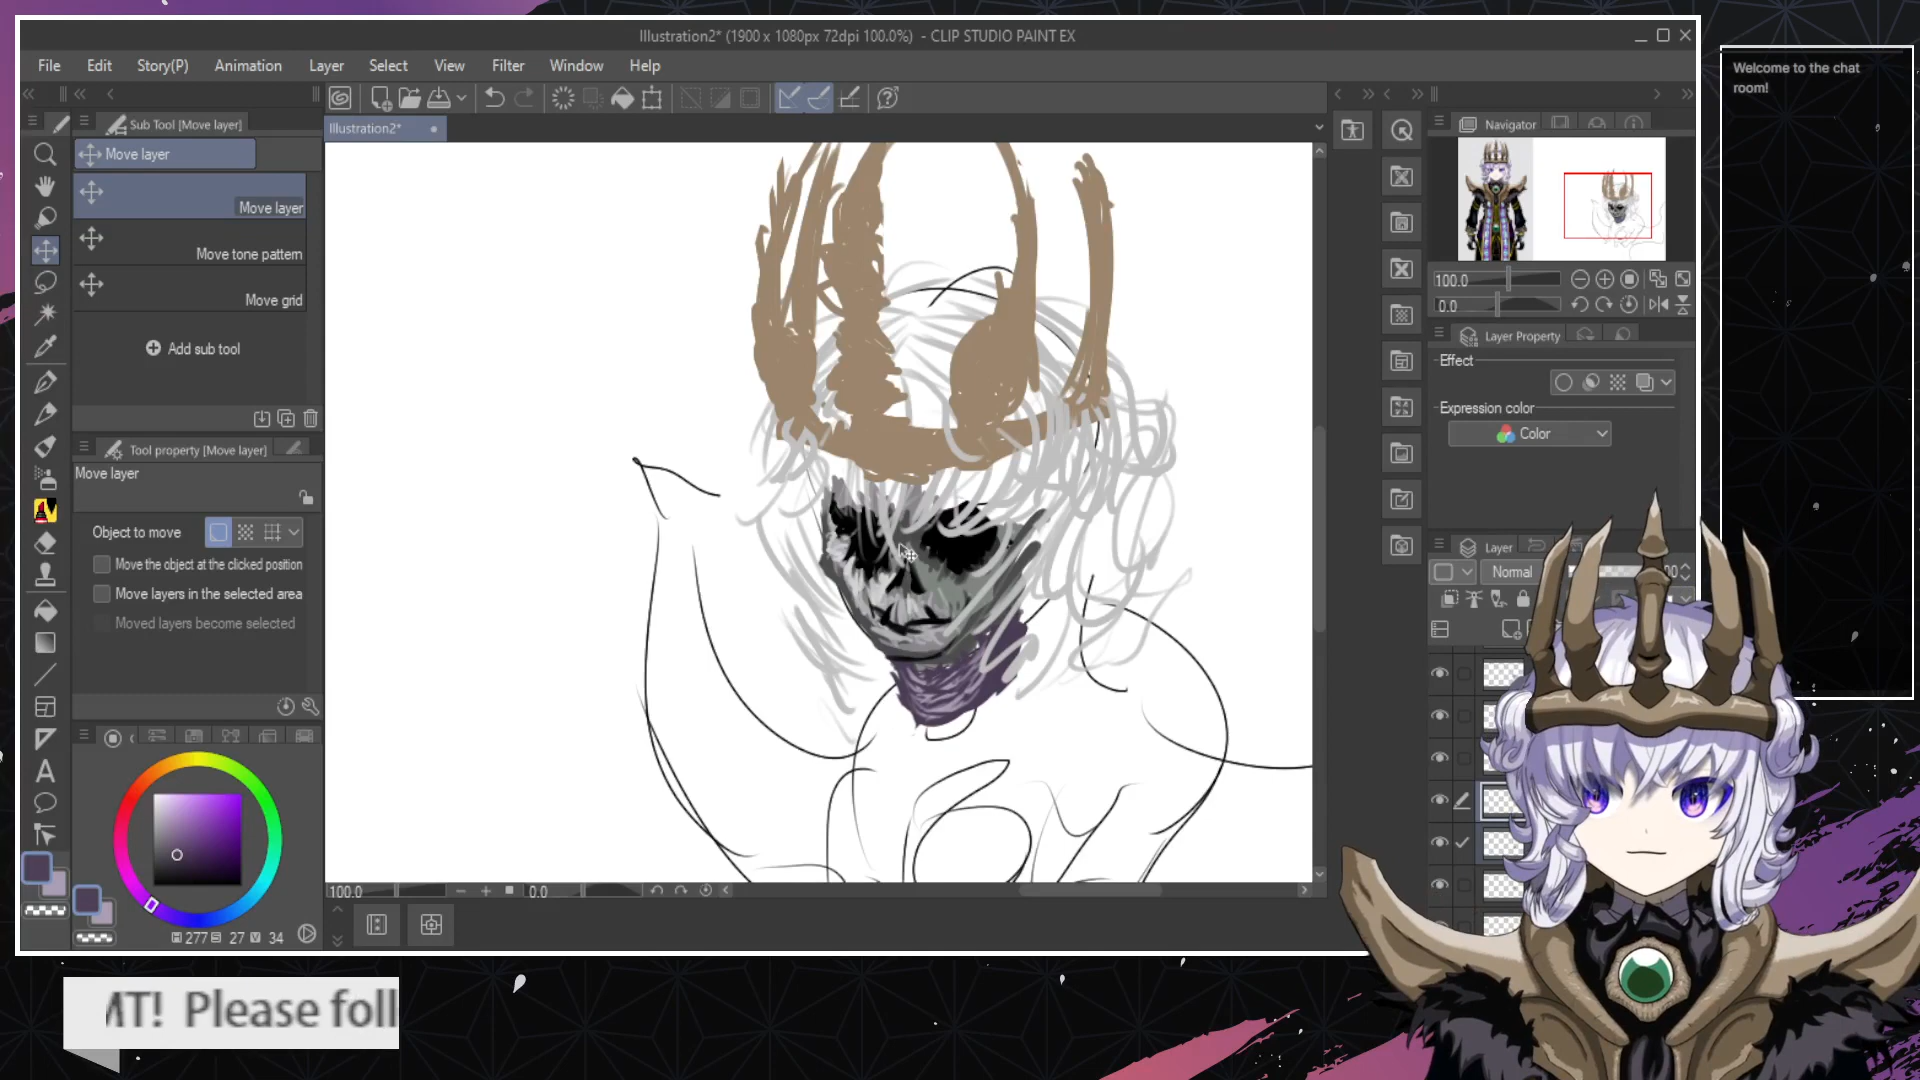 Illustration2* (1900 x 1080px 72dpi 100.0%) - CLIP STUDIO PAINT EX
File Edit Story(P) Animation Layer Select View Filter Window Help
Welcome to the chat
room!
Sub Tool [Move layer]
Illustration2*
Navigator
Move layer
Move layer
Move tone pattern
Move grid
Add sub tool
100.0
0.0
Layer Property
Effect
Expression color
Color
Tool property [Move layer]
Move layer
Object to move
Move the object at the clicked position
Move layers in the selected area
Moved layers become selected
Layer
Normal
277 27 34
100.0 0.0
MT! Please foll